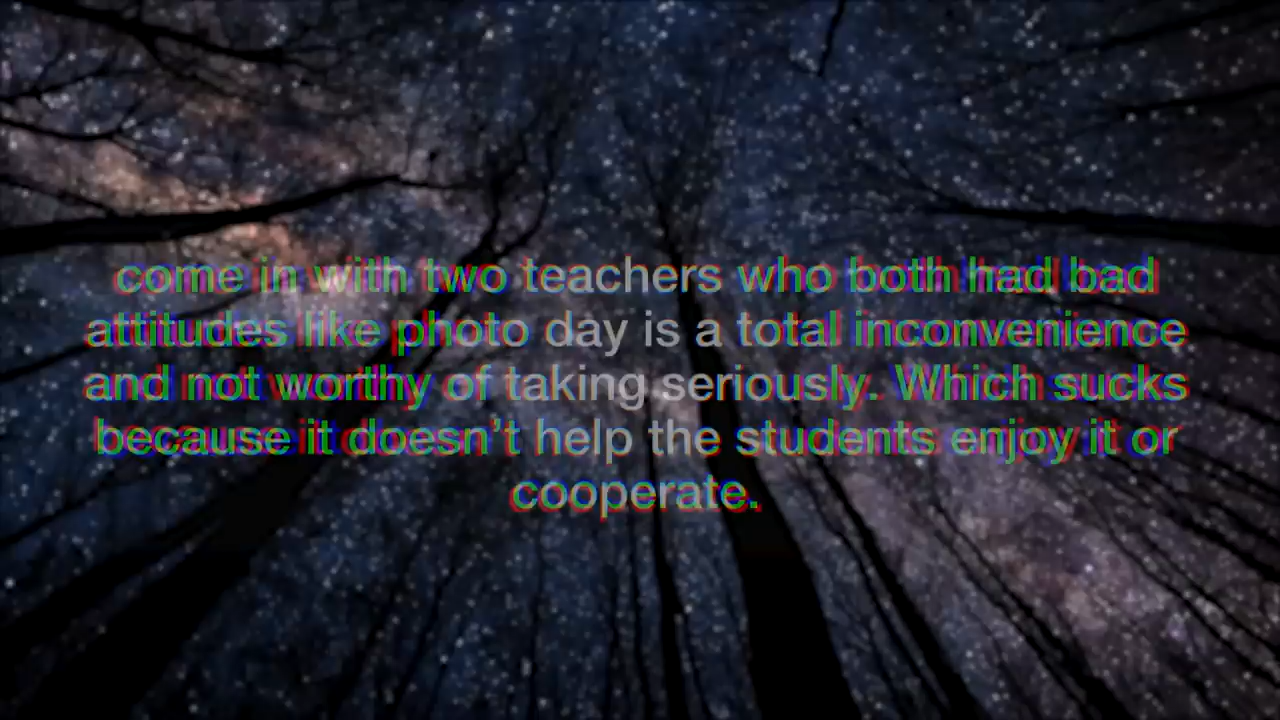 come in with two teachers who both had bad
attitudes like photo day is a total inconvenience
and not worthy of taking seriously. Which sucks
because it doesn’t help the students enjoy it or
cooperate.